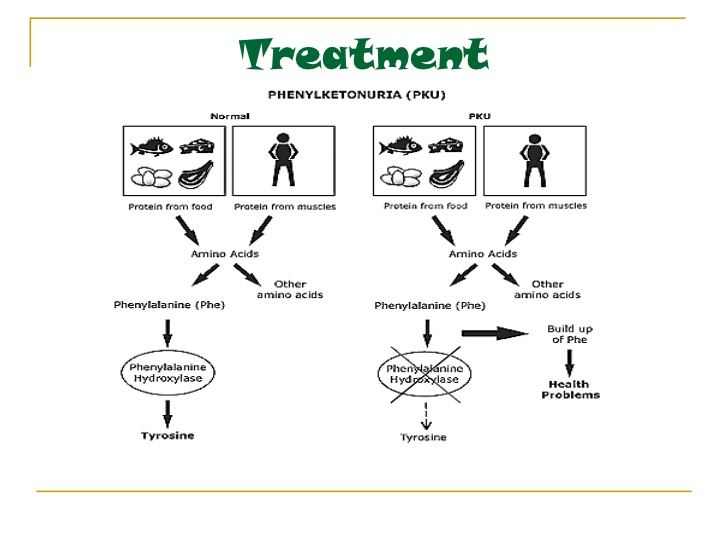 Treatment
PHENYLKETONURIA (PKU)
Normal
Protein from food
Protein from muscles
Amino Acids
Other
amino acids
Phenylalanine (Phe)
Phenylalanine
Hydroxylase
Tyrosine
PKU
Protein from food
Protein from muscles
Amino Acids
Other
amino acids
Phenylalanine (Phe)
Build up
of Phe
Phenylalanine
Hydroxylase
Health
Problems
Tyrosine